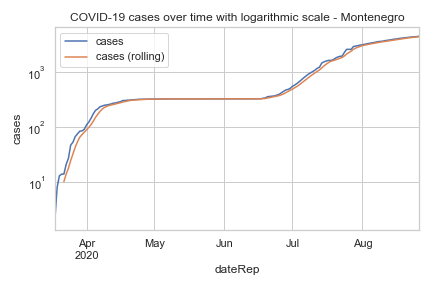 COVID-19 cases over time with logarithmic scale - Montenegro
cases
cases (rolling)
10³
10²
10¹
cases
Apr
2020
May
Jun
Jul
Aug
dateRep